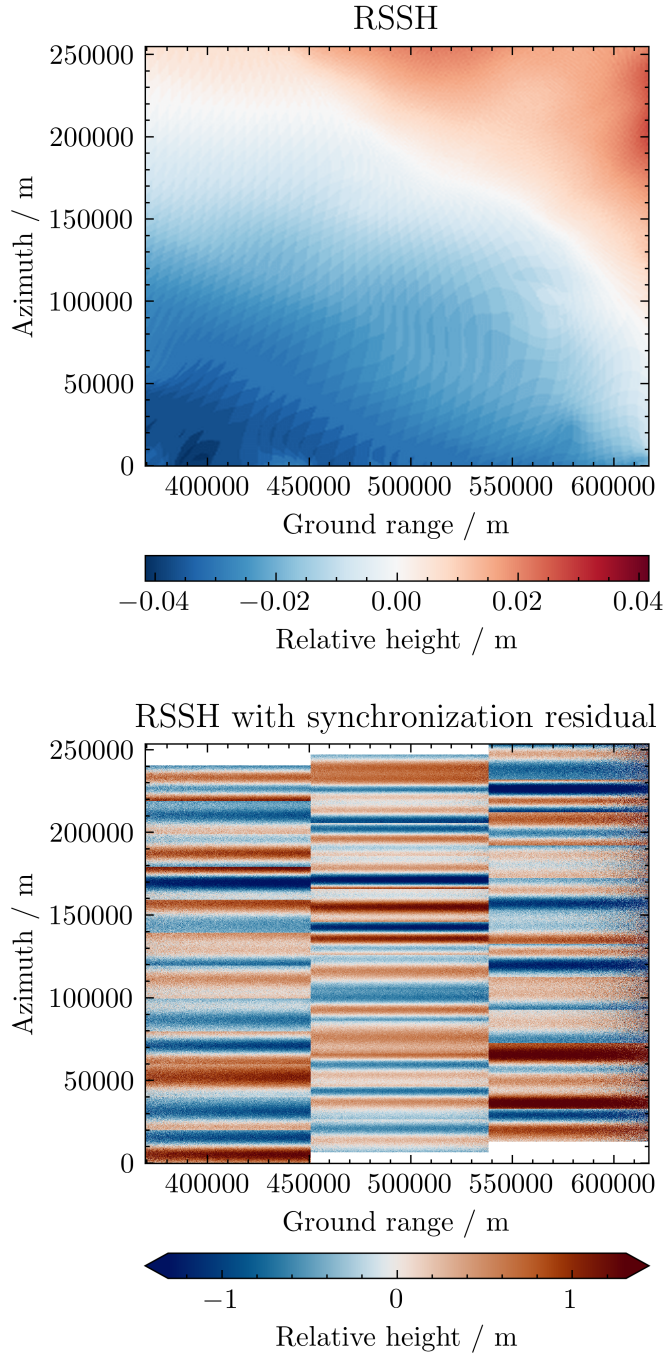 RSSH
Azimuth / m
250000
200000
150000
100000
50000
0
400000 450000 500000 550000 600000
Ground range / m
−0.04 −0.02 0.00 0.02 0.04
Relative height / m
RSSH with synchronization residual
Azimuth / m
250000
200000
150000
100000
50000
0
400000 450000 500000 550000 600000
Ground range / m
−1 0 1
Relative height / m